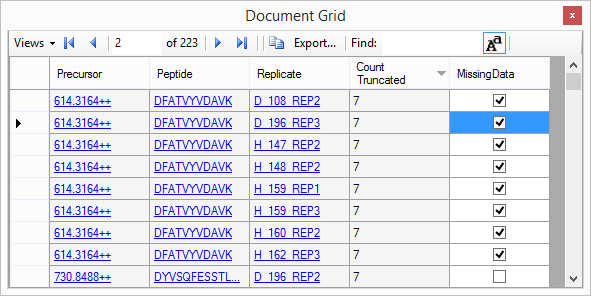 Document Grid
x
Views 2 of 223 Export... Find: Aa
Precursor Peptide Replicate Count Truncated MissingData
614.3164++ DFATVYVDAVK D_108_REP2 7
614.3164++ DFATVYVDAVK D_196_REP3 7
614.3164++ DFATVYVDAVK H_147_REP2 7
614.3164++ DFATVYVDAVK H_148_REP2 7
614.3164++ DFATVYVDAVK H_159_REP1 7
614.3164++ DFATVYVDAVK H_159_REP3 7
614.3164++ DFATVYVDAVK H_160_REP2 7
614.3164++ DFATVYVDAVK H_162_REP3 7
730.8488++ DYVSQFESSTL... D_196_REP2 7